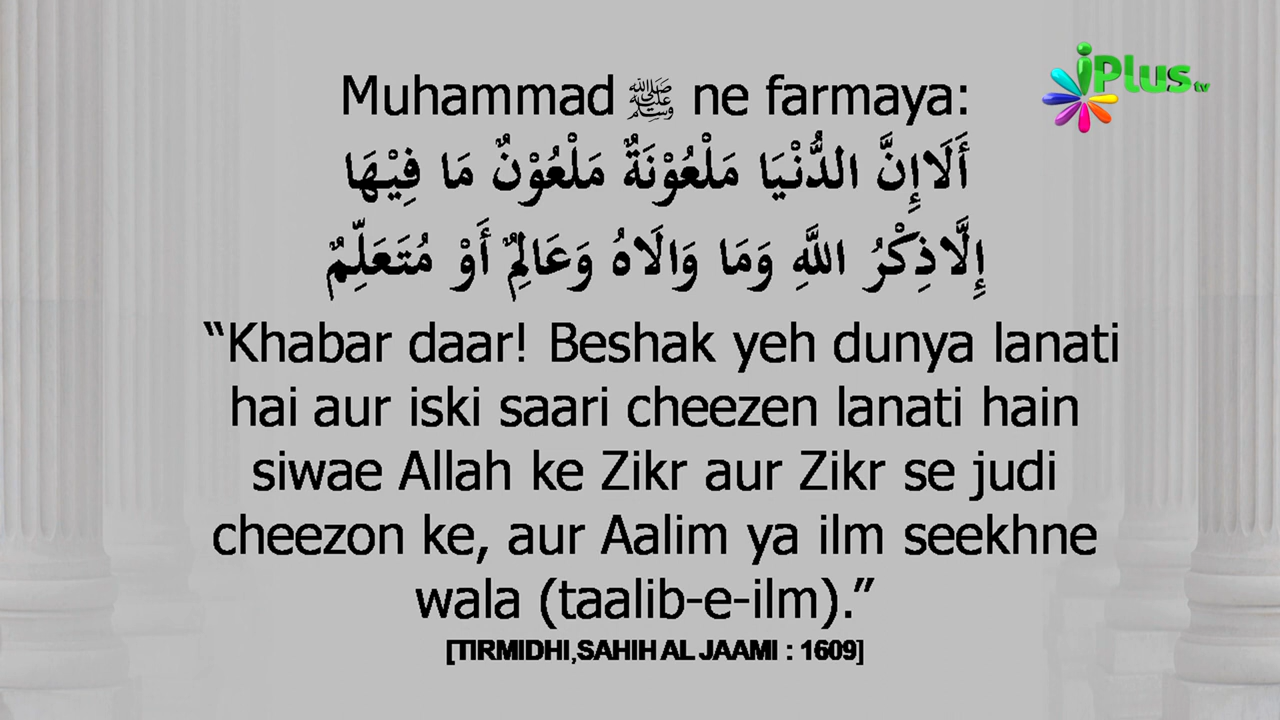 iPlus tv
Muhammad ﷺ ne farmaya:
أَلَاإِنَّ الدُّنْيَا مَلْعُوْنَةٌ مَلْعُوْنٌ مَا فِيْهَا
إِلَّاذِكْرُ اللَّهِ وَمَا وَالَاهُ وَعَالِمٌ أَوْ مُتَعَلِّمٌ
“Khabar daar! Beshak yeh dunya lanati
hai aur iski saari cheezen lanati hain
siwae Allah ke Zikr aur Zikr se judi
cheezon ke, aur Aalim ya ilm seekhne
wala (taalib-e-ilm).”
[TIRMIDHI,SAHIH AL JAAMI : 1609]